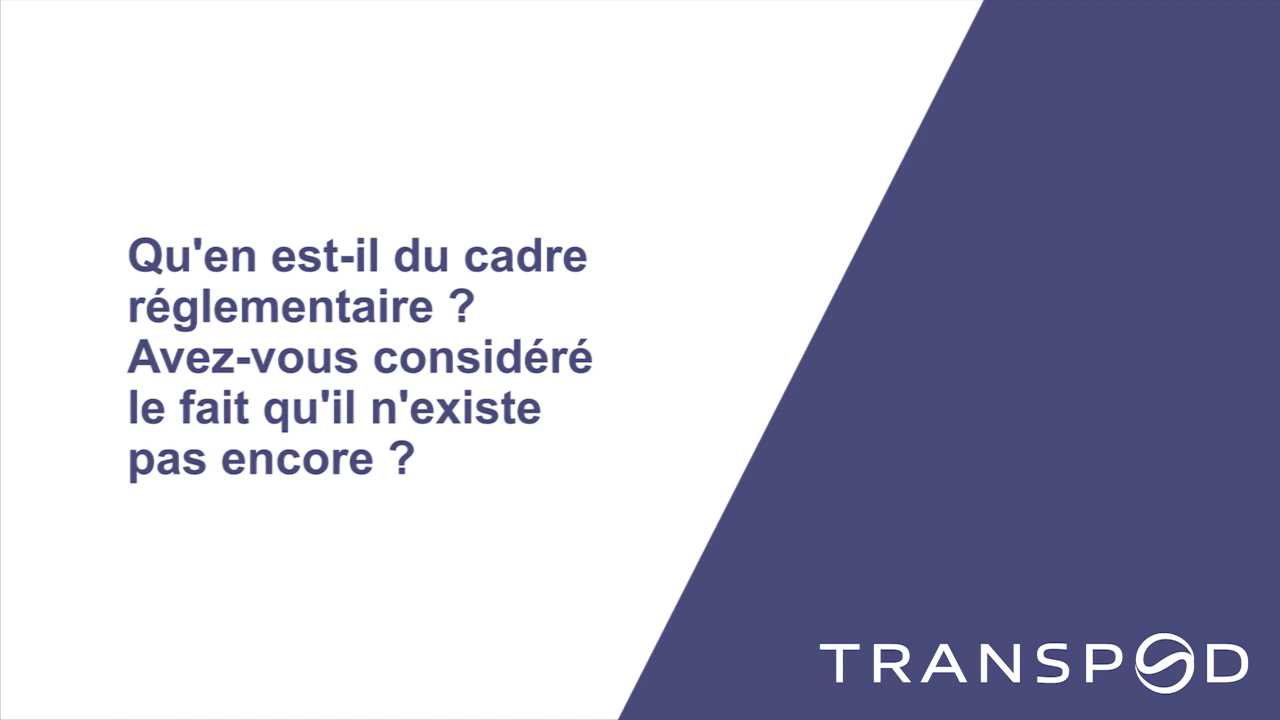 Qu'en est-il du cadre
réglementaire ?
Avez-vous considéré
le fait qu'il n'existe
pas encore ?
TRANSPOD